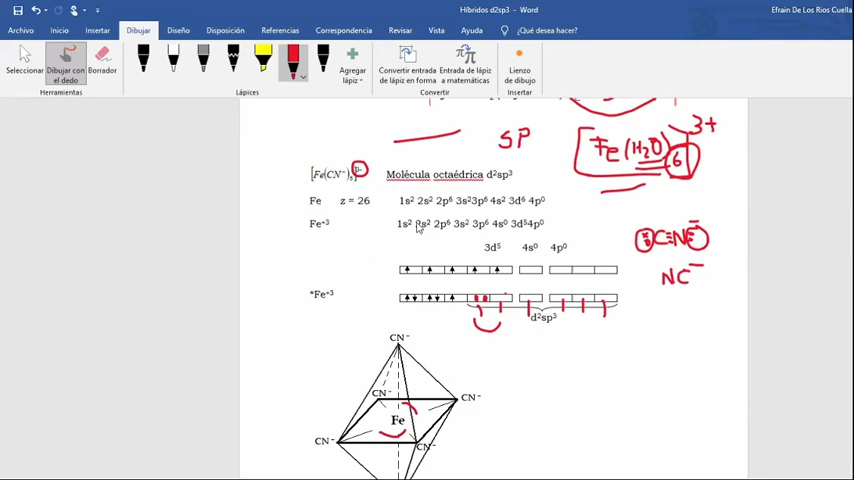 Híbridos d2sp3 - Word
Efrain De Los Rios Cuella
Archivo Inicio Insertar Dibujar Diseño Disposición Referencias Correspondencia Revisar Vista Ayuda ¿Qué desea hacer?
Seleccionar Dibujar con el dedo Borrador Agregar lápiz Convertir entrada de lápiz en forma Entrada de lápiz a matemáticas Lienzo de dibujo
Herramientas Lápices Convertir Insertar
SP
[Fe(H2O)6]3+
[Fe(CN⁻)6]3- Molécula octaédrica d²sp³
Fe z = 26 1s² 2s² 2p⁶ 3s²3p⁶ 4s² 3d⁶ 4p⁰
Fe⁺³ 1s² 2s² 2p⁶ 3s² 3p⁶ 4s⁰ 3d⁵4p⁰
C≡N⁻
3d⁵ 4s⁰ 4p⁰
NC⁻
*Fe⁺³
d²sp³
CN⁻
CN⁻
CN⁻
Fe
CN⁻
CN⁻